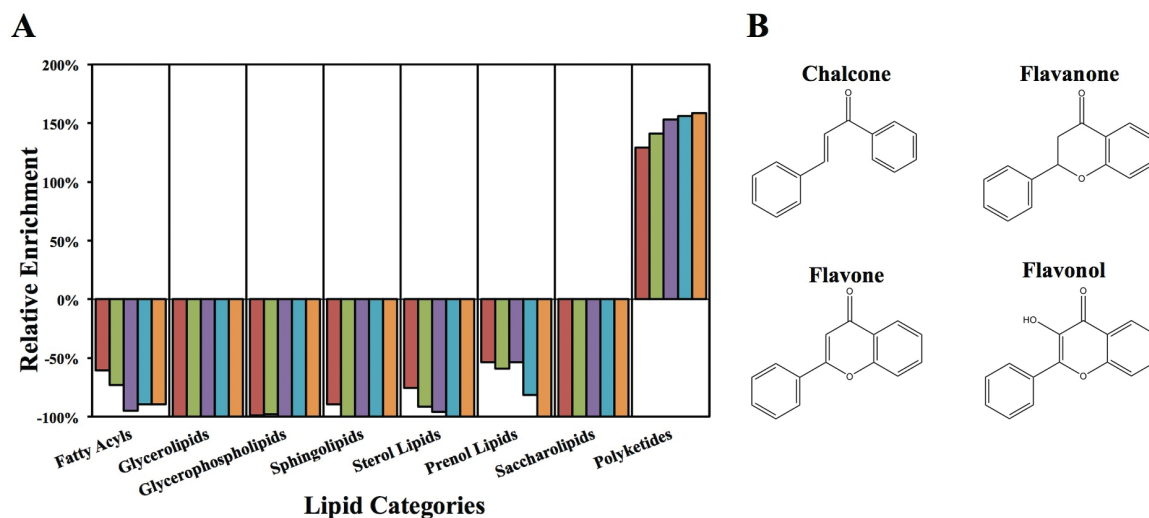 A
200%
150%
100%
50%
0%
-50%
-100%
Relative Enrichment
Fatty Acyls
Glycerolipids
Glycerophospholipids
Sphingolipids
Sterol Lipids
Prenol Lipids
Saccharolipids
Polyketides
Lipid Categories
B
Chalcone
O
Flavanone
O
O
Flavone
O
O
Flavonol
O
HO
O